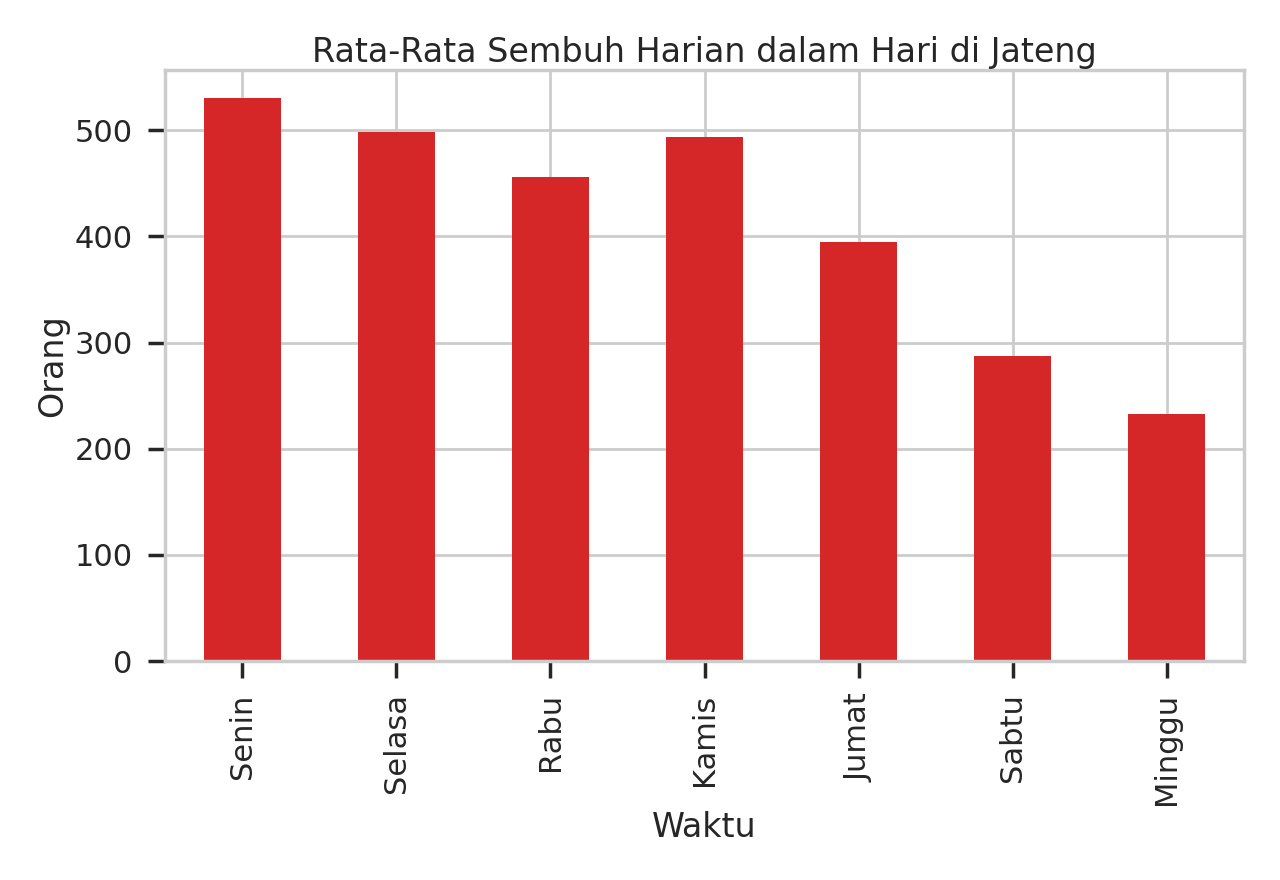 Rata-Rata Sembuh Harian dalam Hari di Jateng
Orang
500
400
300
200
100
0
Senin
Selasa
Rabu
Kamis
Jumat
Sabtu
Minggu
Waktu